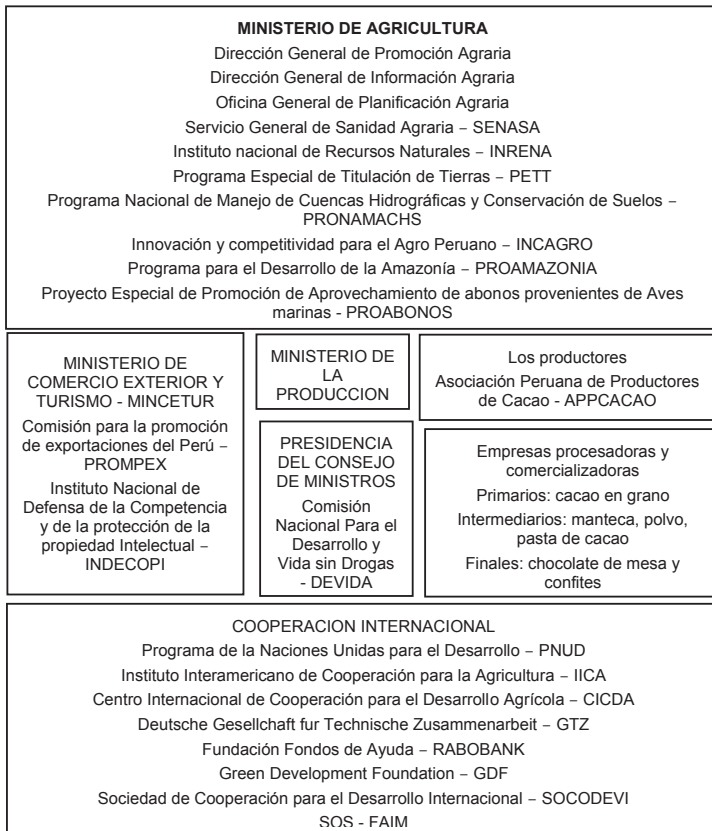 MINISTERIO DE AGRICULTURA
Dirección General de Promoción Agraria
Dirección General de Información Agraria
Oficina General de Planificación Agraria
Servicio General de Sanidad Agraria – SENASA
Instituto nacional de Recursos Naturales – INRENA
Programa Especial de Titulación de Tierras – PETT
Programa Nacional de Manejo de Cuencas Hidrográficas y Conservación de Suelos –
PRONAMACHS
Innovación y competitividad para el Agro Peruano – INCAGRO
Programa para el Desarrollo de la Amazonía – PROAMAZONIA
Proyecto Especial de Promoción de Aprovechamiento de abonos provenientes de Aves
marinas - PROABONOS
MINISTERIO DE
COMERCIO EXTERIOR Y
TURISMO - MINCETUR
Comisión para la promoción
de exportaciones del Perú –
PROMPEX
Instituto Nacional de
Defensa de la Competencia
y de la protección de la
propiedad Intelectual –
INDECOPI
MINISTERIO DE
LA
PRODUCCION
PRESIDENCIA
DEL CONSEJO
DE MINISTROS
Comisión
Nacional Para el
Desarrollo y
Vida sin Drogas
- DEVIDA
Los productores
Asociación Peruana de Productores
de Cacao - APPCACAO
Empresas procesadoras y
comercializadoras
Primarios: cacao en grano
Intermediarios: manteca, polvo,
pasta de cacao
Finales: chocolate de mesa y
confites
COOPERACION INTERNACIONAL
Programa de la Naciones Unidas para el Desarrollo – PNUD
Instituto Interamericano de Cooperación para la Agricultura – IICA
Centro Internacional de Cooperación para el Desarrollo Agrícola – CICDA
Deutsche Gesellchaft fur Technische Zusammenarbeit – GTZ
Fundación Fondos de Ayuda – RABOBANK
Green Development Foundation – GDF
Sociedad de Cooperación para el Desarrollo Internacional – SOCODEVI
SOS - FAIM